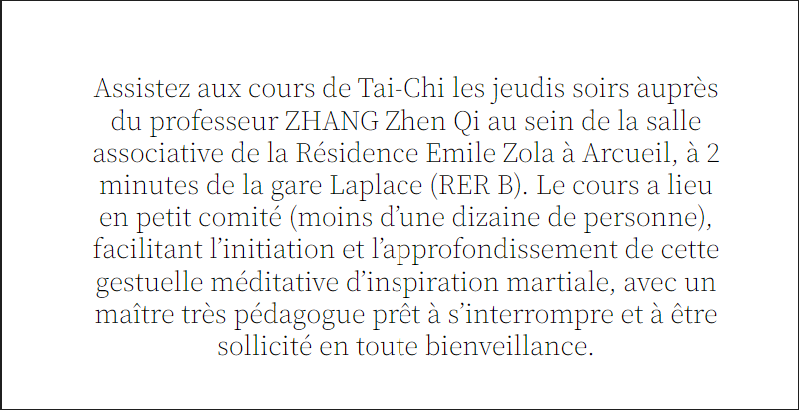 Assistez aux cours de Tai-Chi les jeudis soirs auprès
du professeur ZHANG Zhen Qi au sein de la salle
associative de la Résidence Emile Zola à Arcueil, à 2
minutes de la gare Laplace (RER B). Le cours a lieu
en petit comité (moins d’une dizaine de personne),
facilitant l’initiation et l’approfondissement de cette
gestuelle méditative d’inspiration martiale, avec un
maître très pédagogue prêt à s’interrompre et à être
sollicité en toute bienveillance.